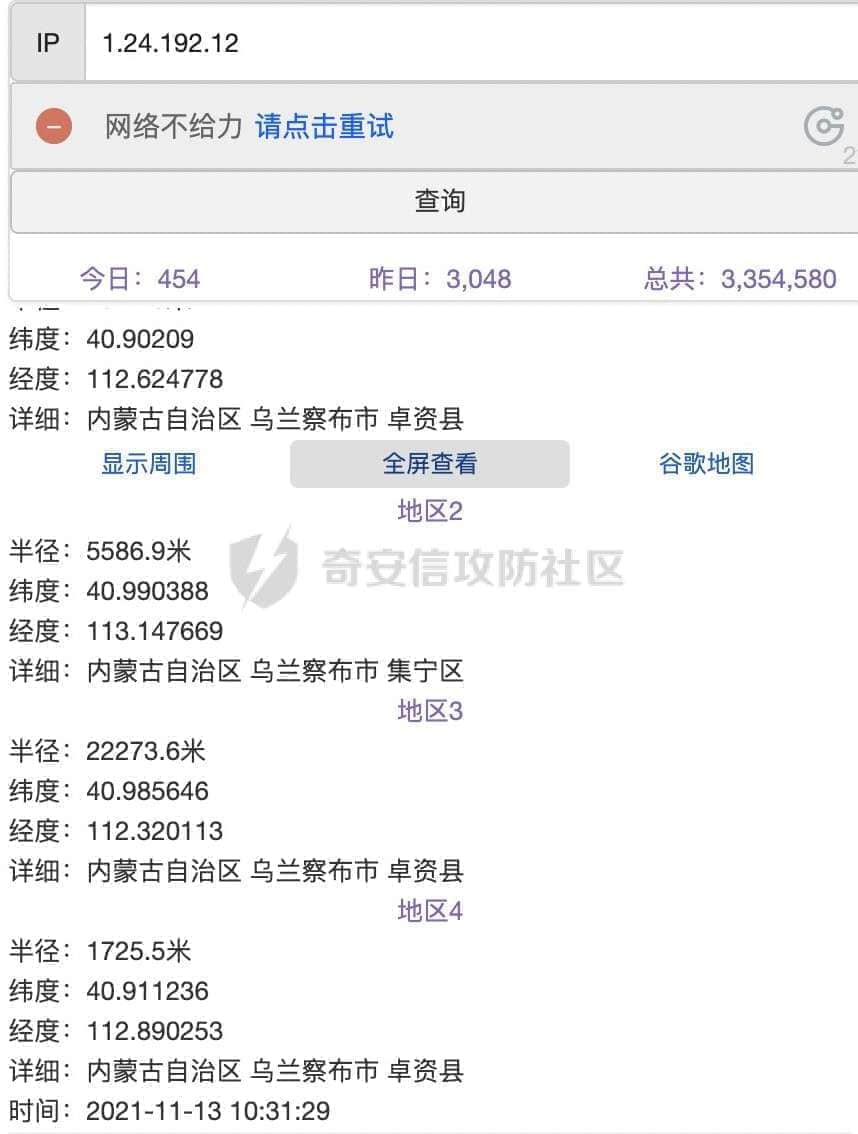 IP 1.24.192.12
网络不给力 请点击重试
查询
今日：454 昨日：3,048 总共：3,354,580
纬度：40.90209
经度：112.624778
详细：内蒙古自治区 乌兰察布市 卓资县
显示周围 全屏查看 谷歌地图
地区2
半径：5586.9米
奇安信攻防社区
纬度：40.990388
经度：113.147669
详细：内蒙古自治区 乌兰察布市 集宁区
地区3
半径：22273.6米
纬度：40.985646
经度：112.320113
详细：内蒙古自治区 乌兰察布市 卓资县
地区4
半径：1725.5米
纬度：40.911236
经度：112.890253
详细：内蒙古自治区 乌兰察布市 卓资县
时间：2021-11-13 10:31:29